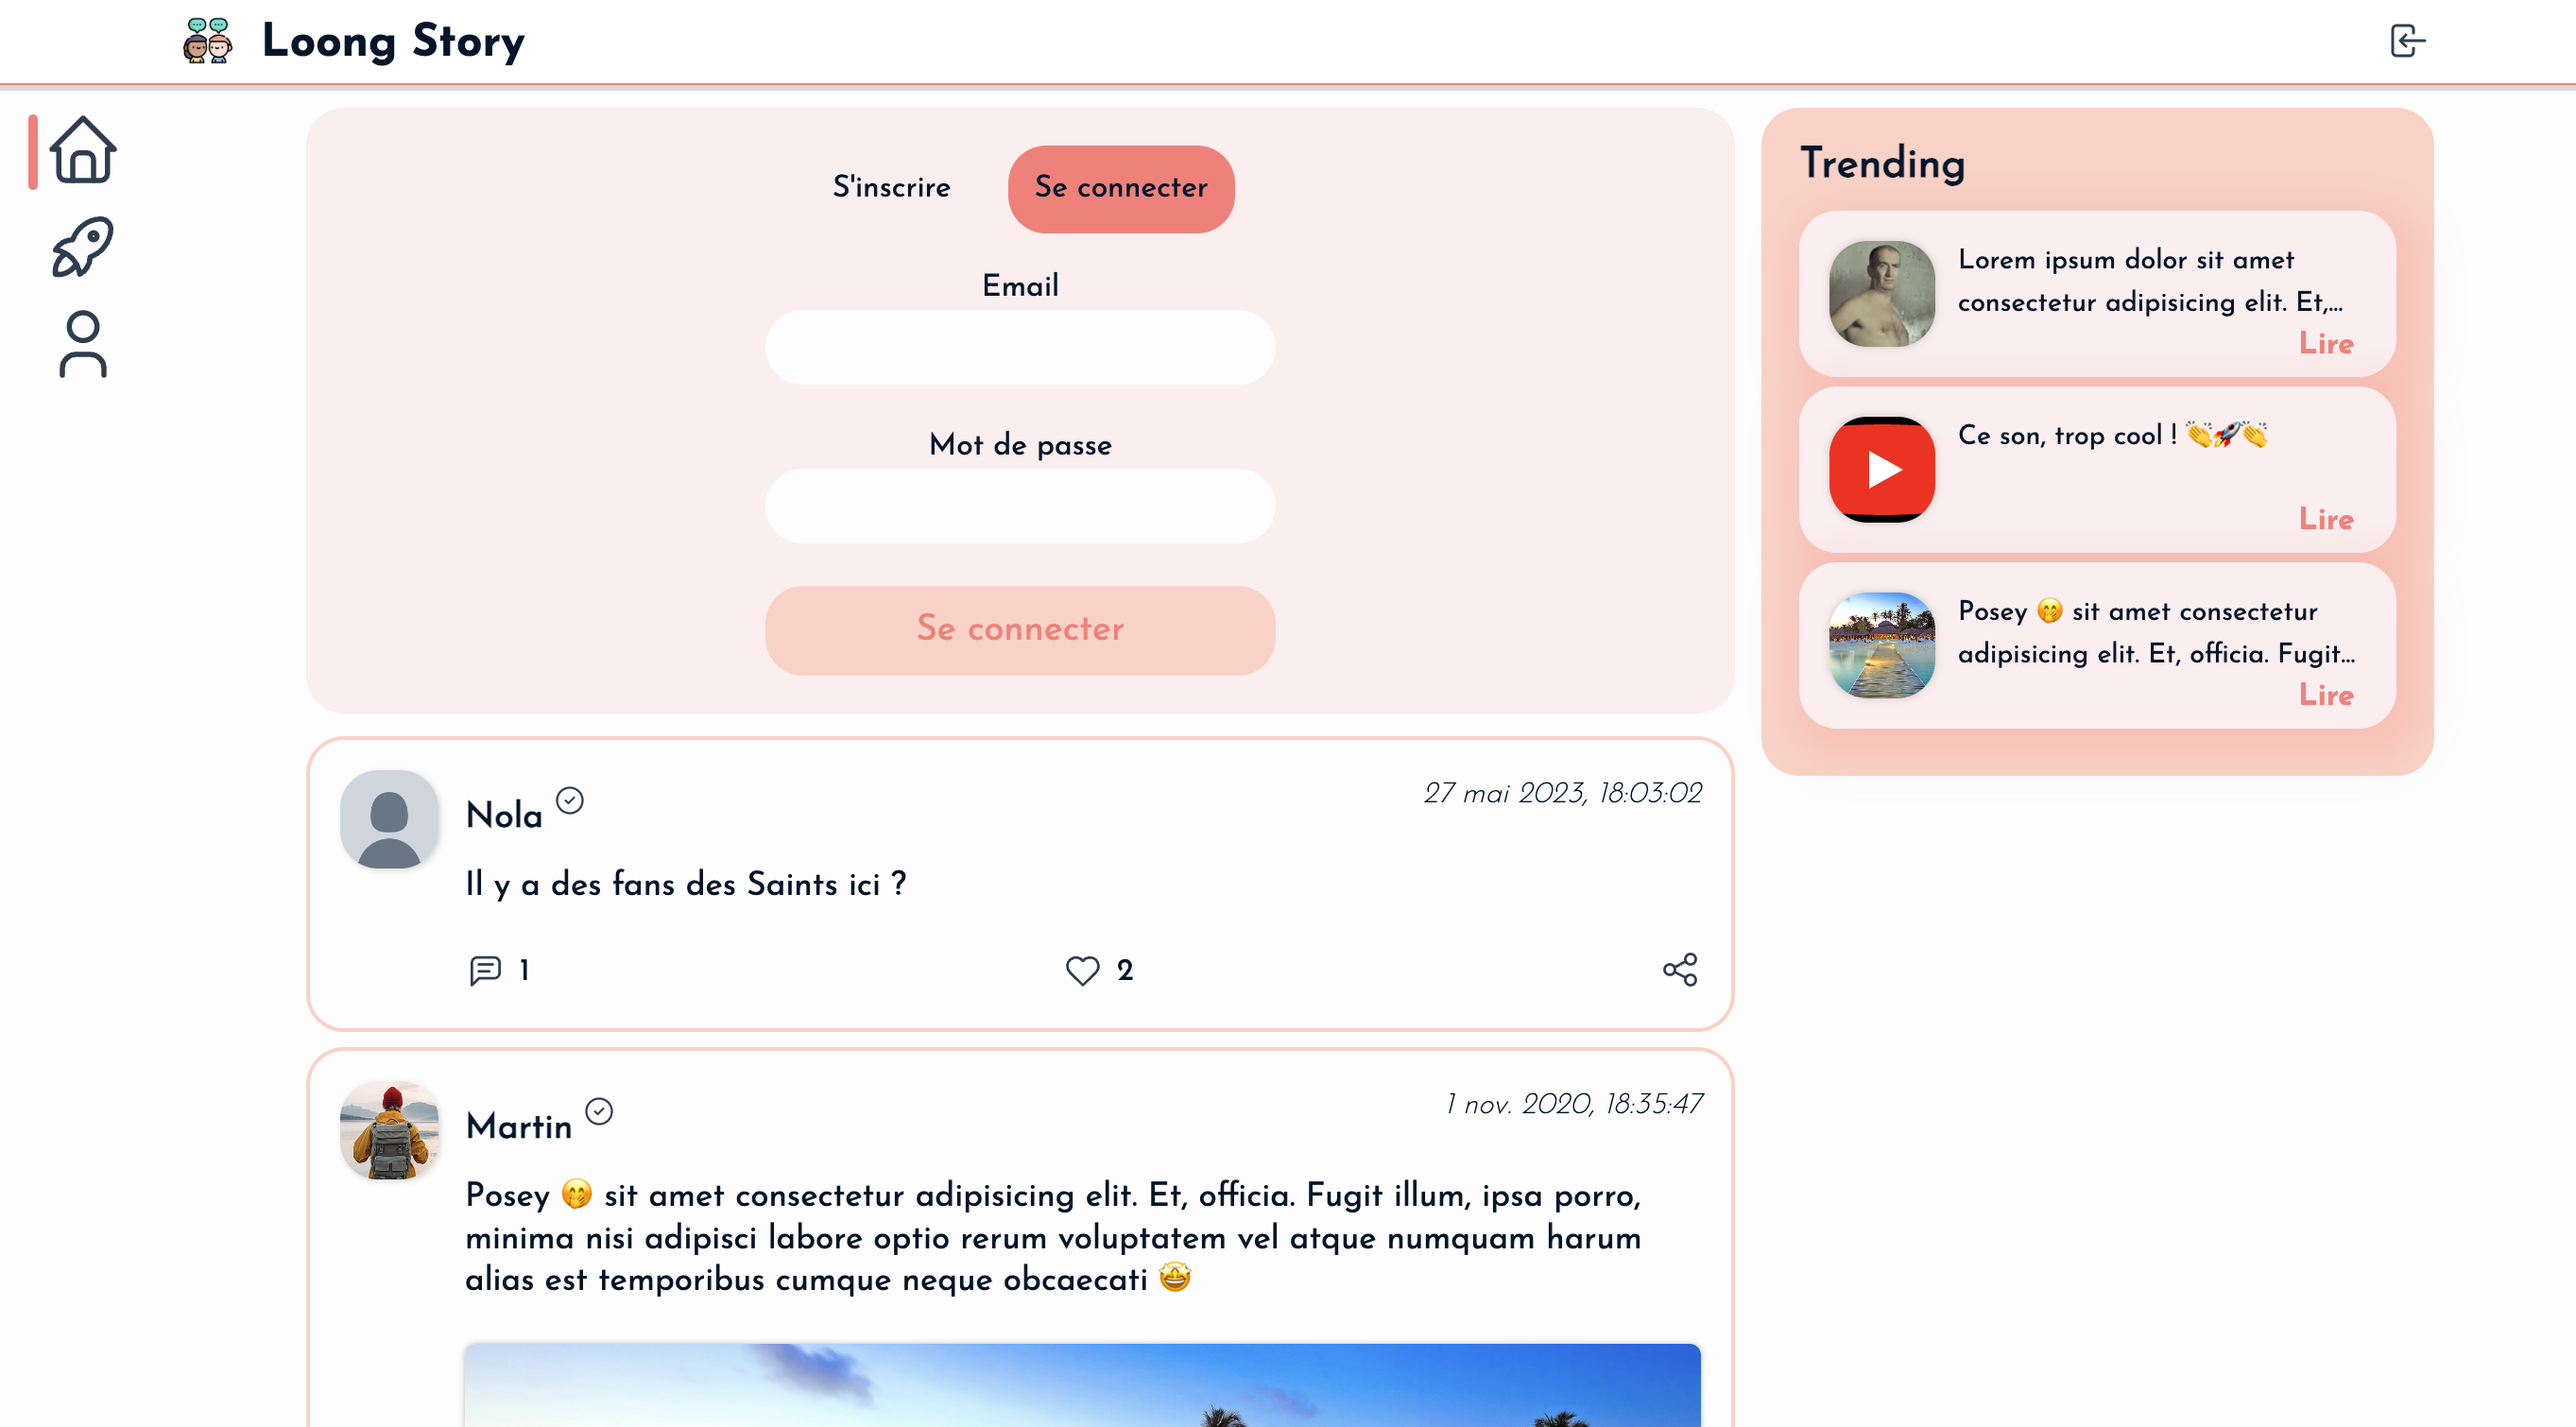 Loong Story
S'inscrire
Se connecter
Email
Mot de passe
Se connecter
Nola
27 mai 2023, 18:03:02
Il y a des fans des Saints ici ?
1
2
Martin
1 nov. 2020, 18:35:47
Posey 🤭 sit amet consectetur adipisicing elit. Et, officia. Fugit illum, ipsa porro,
minima nisi adipisci labore optio rerum voluptatem vel atque numquam harum
alias est temporibus cumque neque obcaecati 🤩
Trending
Lorem ipsum dolor sit amet
consectetur adipisicing elit. Et,...
Lire
Ce son, trop cool ! 👏🚀👏
Lire
Posey 🤭 sit amet consectetur
adipisicing elit. Et, officia. Fugit...
Lire